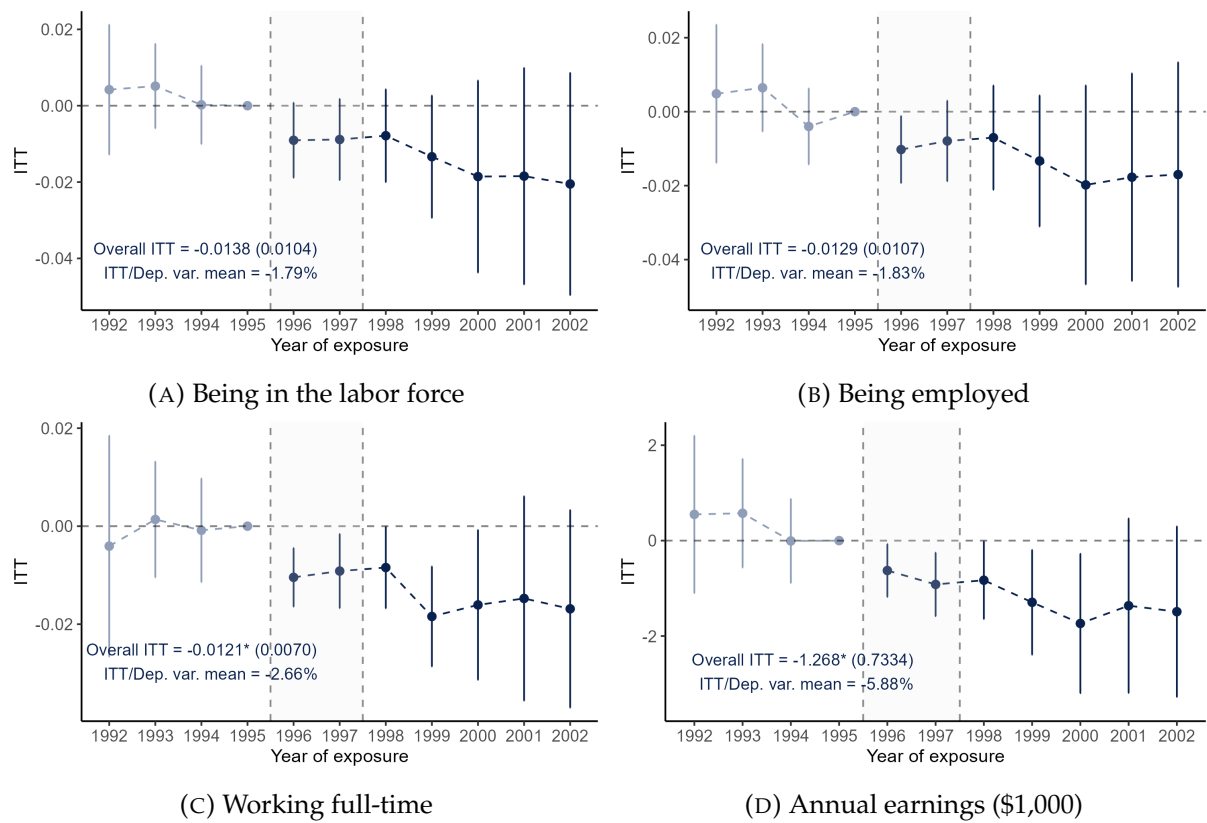 0.02
0.00
-0.02
-0.04
ITT
Overall ITT = -0.0138 (0.0104)
ITT/Dep. var. mean = -1.79%
1992 1993 1994 1995 1996 1997 1998 1999 2000 2001 2002
Year of exposure
(A) Being in the labor force
0.02
0.00
-0.02
-0.04
ITT
Overall ITT = -0.0129 (0.0107)
ITT/Dep. var. mean = -1.83%
1992 1993 1994 1995 1996 1997 1998 1999 2000 2001 2002
Year of exposure
(B) Being employed
0.02
0.00
-0.02
ITT
Overall ITT = -0.0121* (0.0070)
ITT/Dep. var. mean = -2.66%
1992 1993 1994 1995 1996 1997 1998 1999 2000 2001 2002
Year of exposure
(C) Working full-time
2
0
-2
ITT
Overall ITT = -1.268* (0.7334)
ITT/Dep. var. mean = -5.88%
1992 1993 1994 1995 1996 1997 1998 1999 2000 2001 2002
Year of exposure
(D) Annual earnings ($1,000)